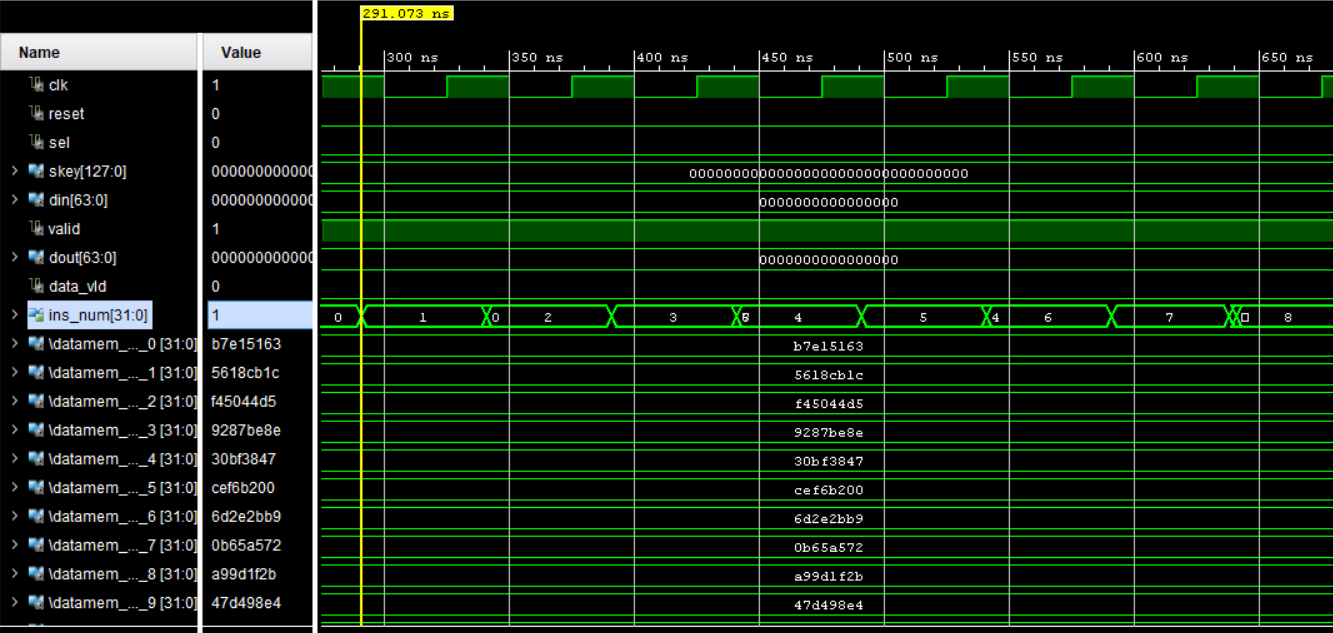 291.073 ns
Name Value
300 ns 350 ns 400 ns 450 ns 500 ns 550 ns 600 ns 650 ns
clk 1
reset 0
sel 0
skey[127:0] 000000000000 00000000000000000000000000000000
din[63:0] 000000000000 0000000000000000
valid 1
dout[63:0] 000000000000 0000000000000000
data_vld 0
ins_num[31:0] 1 0 1 0 2 3 4 5 4 6 7 8
\datamem_..._0 [31:0] b7e15163 b7e15163
\datamem_..._1 [31:0] 5618cb1c 5618cb1c
\datamem_..._2 [31:0] f45044d5 f45044d5
\datamem_..._3 [31:0] 9287be8e 9287be8e
\datamem_..._4 [31:0] 30bf3847 30bf3847
\datamem_..._5 [31:0] cef6b200 cef6b200
\datamem_..._6 [31:0] 6d2e2bb9 6d2e2bb9
\datamem_..._7 [31:0] 0b65a572 0b65a572
\datamem_..._8 [31:0] a99d1f2b a99d1f2b
\datamem_..._9 [31:0] 47d498e4 47d498e4